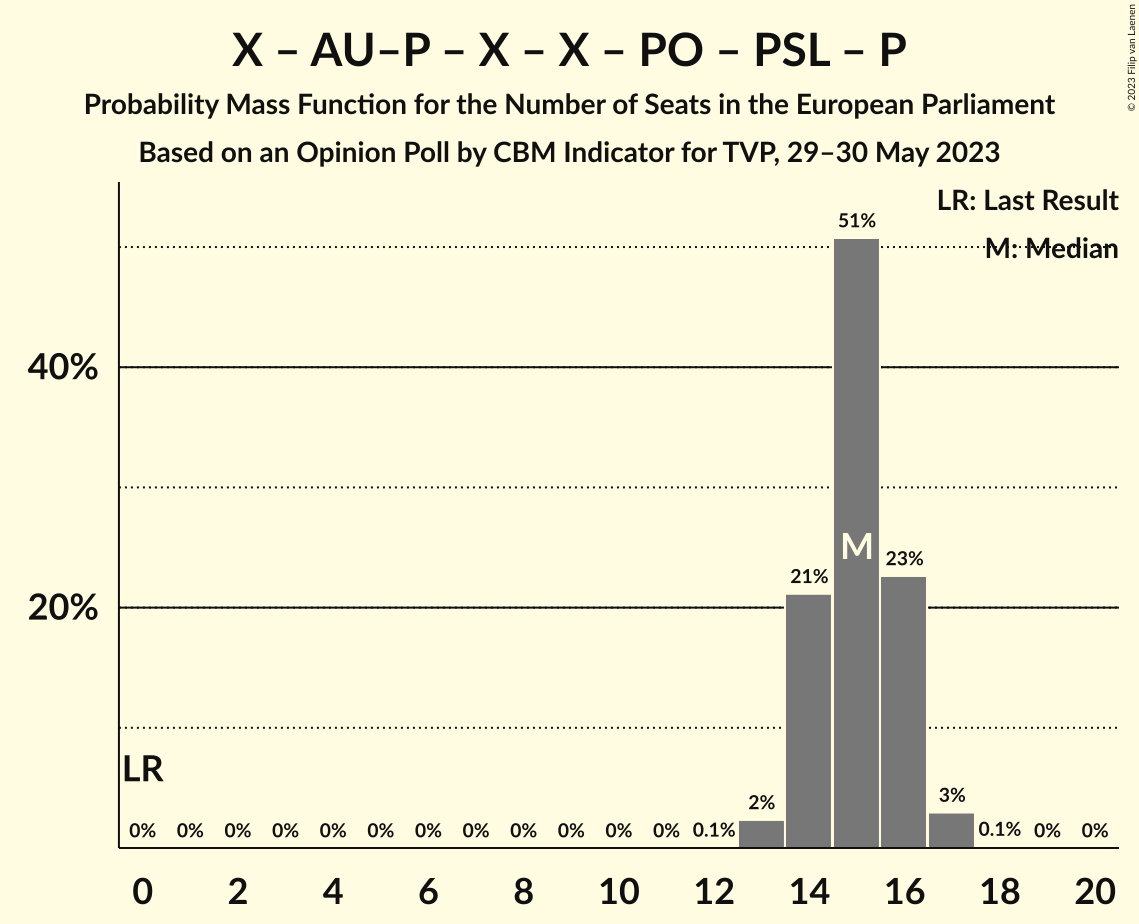 X – AU–P – X – X – PO – PSL – P
Probability Mass Function for the Number of Seats in the European Parliament
Based on an Opinion Poll by CBM Indicator for TVP, 29–30 May 2023
© 2023 Filip van Laenen
LR: Last Result
M: Median
51%
40%
M
23%
21%
20%
LR
3%
2%
0% 0% 0% 0% 0% 0% 0% 0% 0% 0% 0% 0% 0.1% 0.1% 0% 0%
0 2 4 6 8 10 12 14 16 18 20